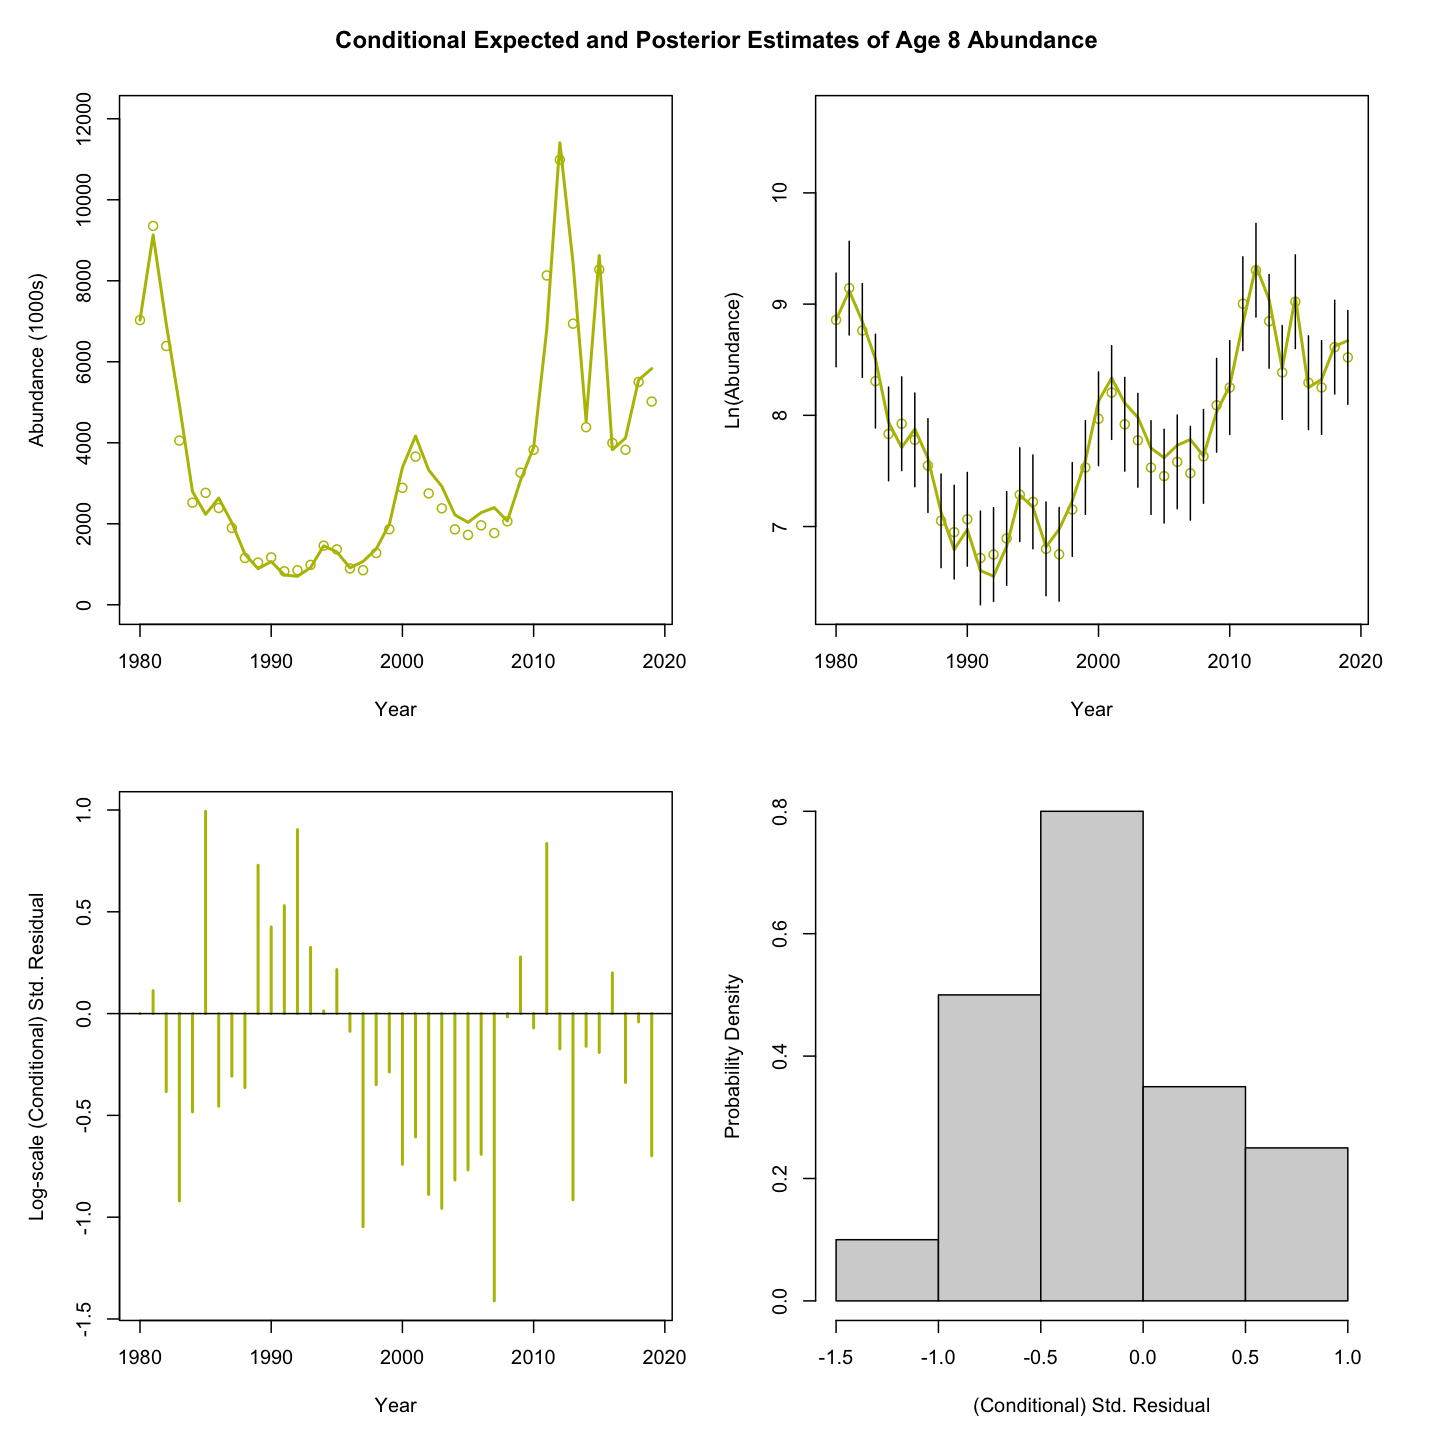 Conditional Expected and Posterior Estimates of Age 8 Abundance
Abundance (1000s)
12000
10000
8000
6000
4000
2000
0
1980 1990 2000 2010 2020
Year
Ln(Abundance)
10
9
8
7
1980 1990 2000 2010 2020
Year
Log-scale (Conditional) Std. Residual
1.0
0.5
0.0
-0.5
-1.0
-1.5
1980 1990 2000 2010 2020
Year
Probability Density
0.8
0.6
0.4
0.2
0.0
-1.5 -1.0 -0.5 0.0 0.5 1.0
(Conditional) Std. Residual